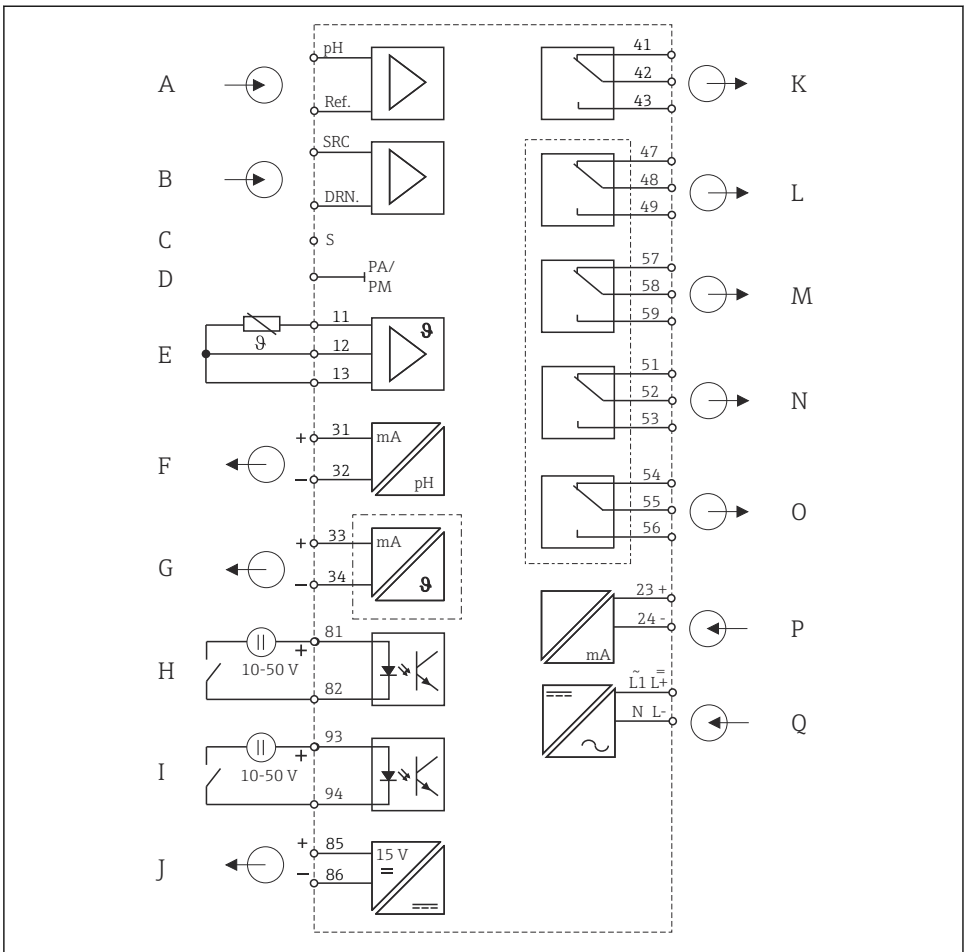 A
pH
Ref.
B
SRC
DRN.
C
S
D
PA/
PM
E
ϑ
11
12
13
ϑ
F
+ 31
− 32
mA
pH
G
+ 33
− 34
mA
ϑ
H
10-50 V
81
+
82
I
10-50 V
93
+
94
J
+ 85
− 86
15 V
=
41
42
43
K
47
48
49
L
57
58
59
M
51
52
53
N
54
55
56
O
23 +
24 -
mA
P
~ =
L1 L+
N L-
Q